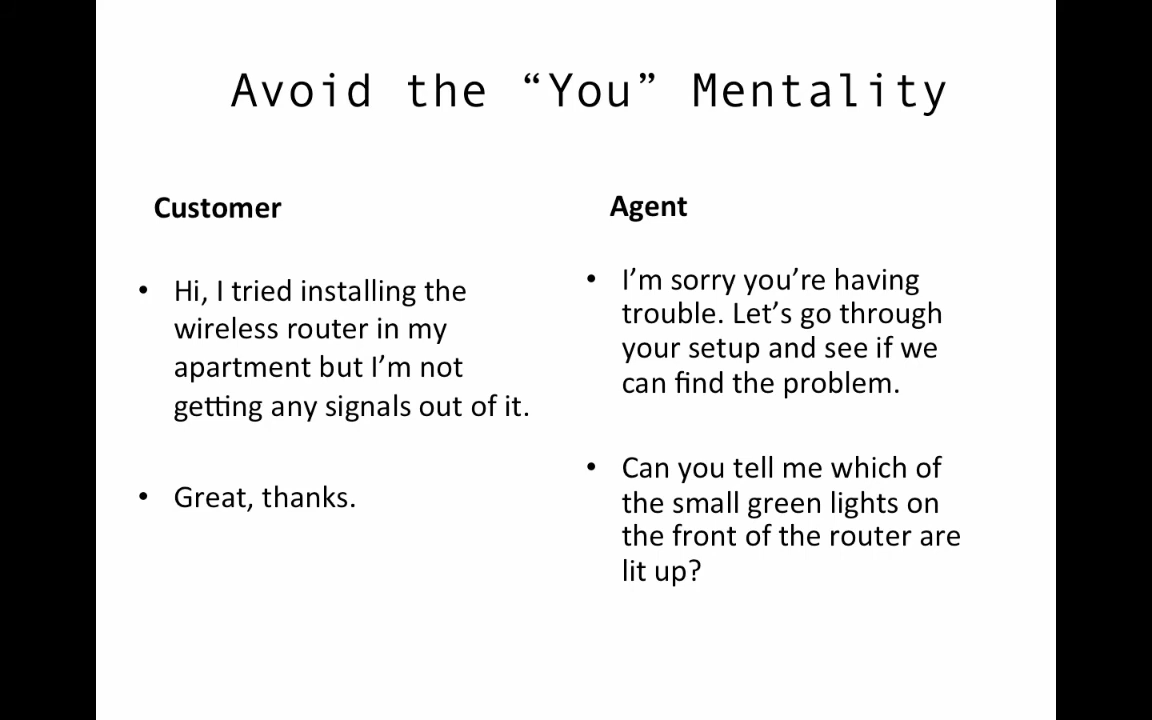 Avoid the “You” Mentality
Customer
• Hi, I tried installing the
wireless router in my
apartment but I’m not
getting any signals out of it.
• Great, thanks.
Agent
• I’m sorry you’re having
trouble. Let’s go through
your setup and see if we
can find the problem.
• Can you tell me which of
the small green lights on
the front of the router are
lit up?